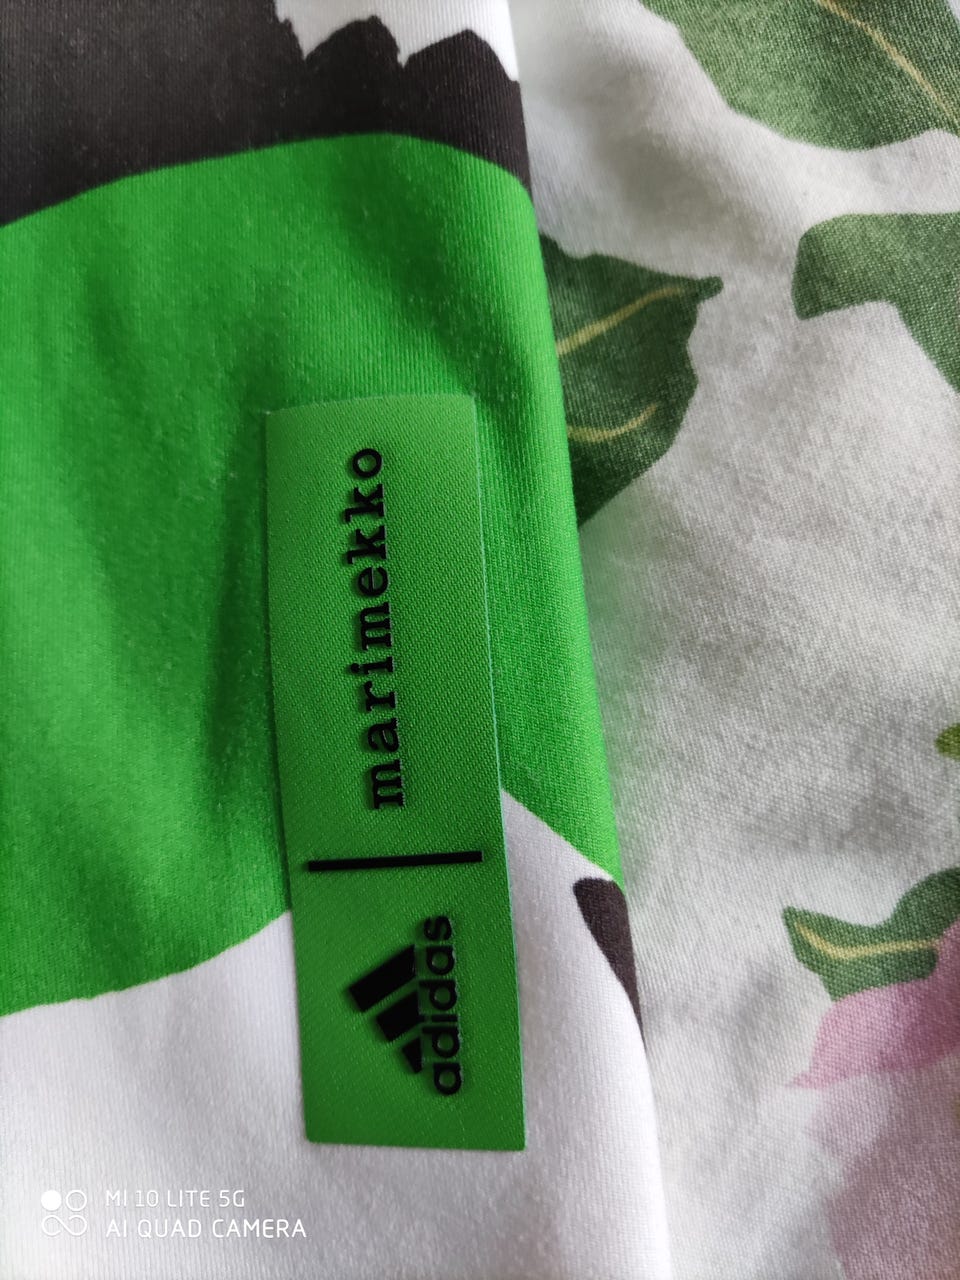 adidas | marimekko
MI 10 LITE 5G
AI QUAD CAMERA